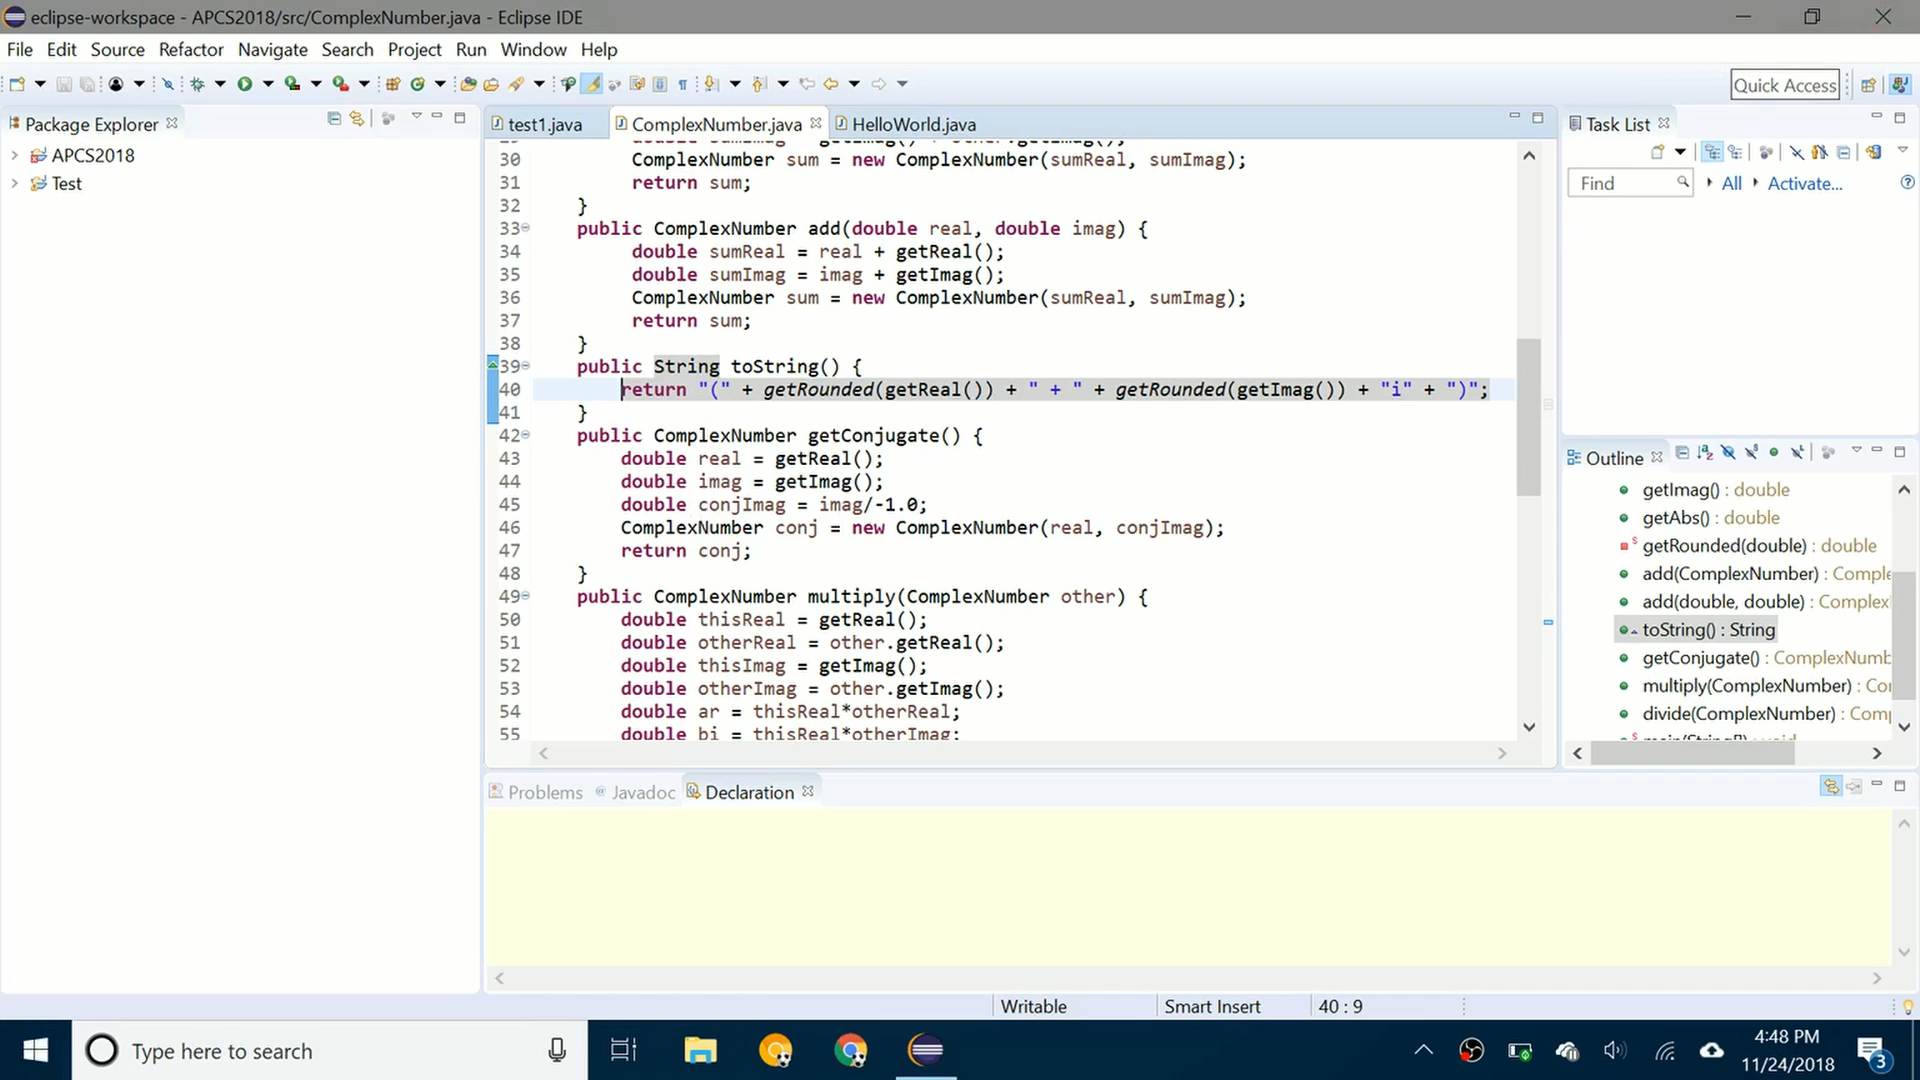 eclipse-workspace - APCS2018/src/ComplexNumber.java - Eclipse IDE
File Edit Source Refactor Navigate Search Project Run Window Help
Quick Access
Package Explorer
APCS2018
Test
test1.java ComplexNumber.java HelloWorld.java
30 ComplexNumber sum = new ComplexNumber(sumReal, sumImag);
31 return sum;
32 }
33 public ComplexNumber add(double real, double imag) {
34 double sumReal = real + getReal();
35 double sumImag = imag + getImag();
36 ComplexNumber sum = new ComplexNumber(sumReal, sumImag);
37 return sum;
38 }
39 public String toString() {
40 return "(" + getRounded(getReal()) + " + " + getRounded(getImag()) + "i" + ")";
41 }
42 public ComplexNumber getConjugate() {
43 double real = getReal();
44 double imag = getImag();
45 double conjImag = imag/-1.0;
46 ComplexNumber conj = new ComplexNumber(real, conjImag);
47 return conj;
48 }
49 public ComplexNumber multiply(ComplexNumber other) {
50 double thisReal = getReal();
51 double otherReal = other.getReal();
52 double thisImag = getImag();
53 double otherImag = other.getImag();
54 double ar = thisReal*otherReal;
55 double bi = thisReal*otherImag;
Task List
Find All Activate...
Outline
getImag() : double
getAbs() : double
getRounded(double) : double
add(ComplexNumber) : Comple
add(double, double) : Complex
toString() : String
getConjugate() : ComplexNumb
multiply(ComplexNumber) : Co
divide(ComplexNumber) : Com
Problems Javadoc Declaration
Writable Smart Insert 40 : 9
Type here to search
4:48 PM
11/24/2018
3